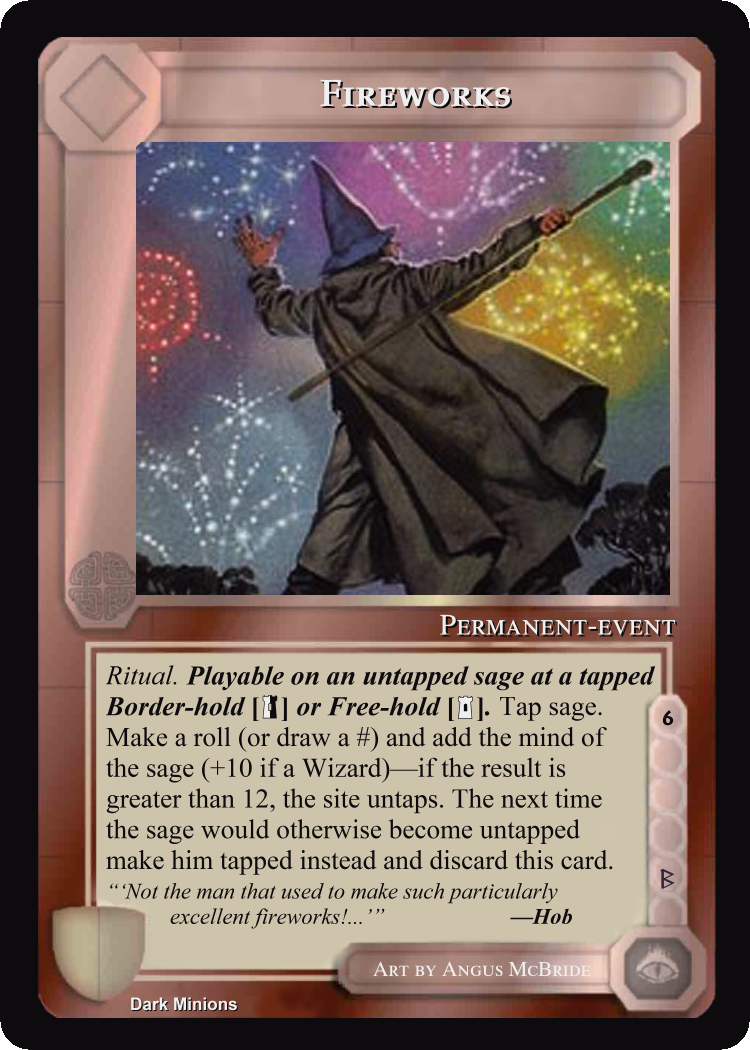 Fireworks
Permanent-event
Ritual. Playable on an untapped sage at a tapped
Border-hold [] or Free-hold []. Tap sage.
Make a roll (or draw a #) and add the mind of
the sage (+10 if a Wizard)—if the result is
greater than 12, the site untaps. The next time
the sage would otherwise become untapped
make him tapped instead and discard this card.
“‘Not the man that used to make such particularly
excellent fireworks!...’” —Hob
6
ᛒ
Art by Angus McBride
Dark Minions